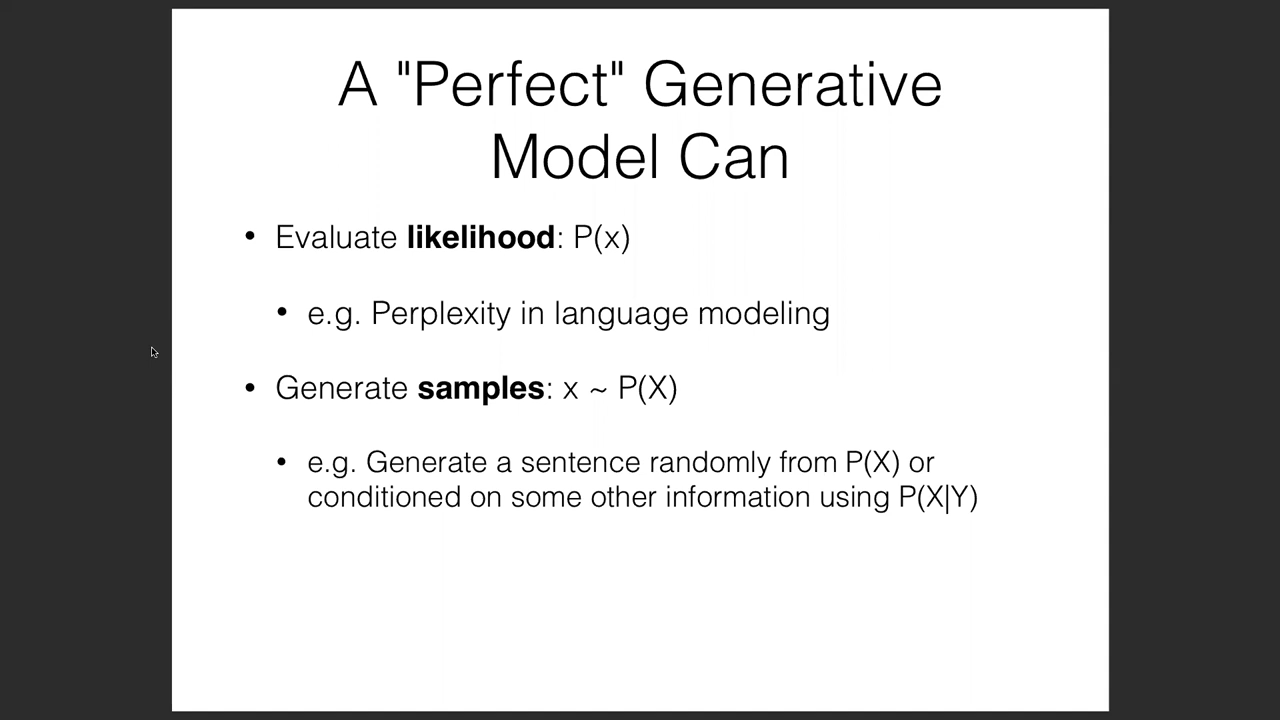 A "Perfect" Generative
Model Can
• Evaluate likelihood: P(x)
• e.g. Perplexity in language modeling
• Generate samples: x ~ P(X)
• e.g. Generate a sentence randomly from P(X) or
conditioned on some other information using P(X|Y)